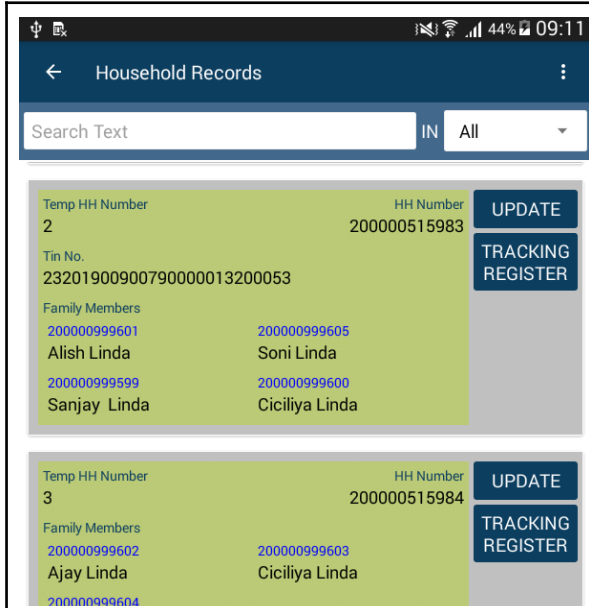 44% 09:11
Household Records
Search Text IN All
Temp HH Number HH Number
2 200000515983
UPDATE
Tin No.
23201900900790000013200053
TRACKING
REGISTER
Family Members
200000999601 200000999605
Alish Linda Soni Linda
200000999599 200000999600
Sanjay Linda Ciciliya Linda
Temp HH Number HH Number
3 200000515984
UPDATE
Family Members
TRACKING
REGISTER
200000999602 200000999603
Ajay Linda Ciciliya Linda
200000999604